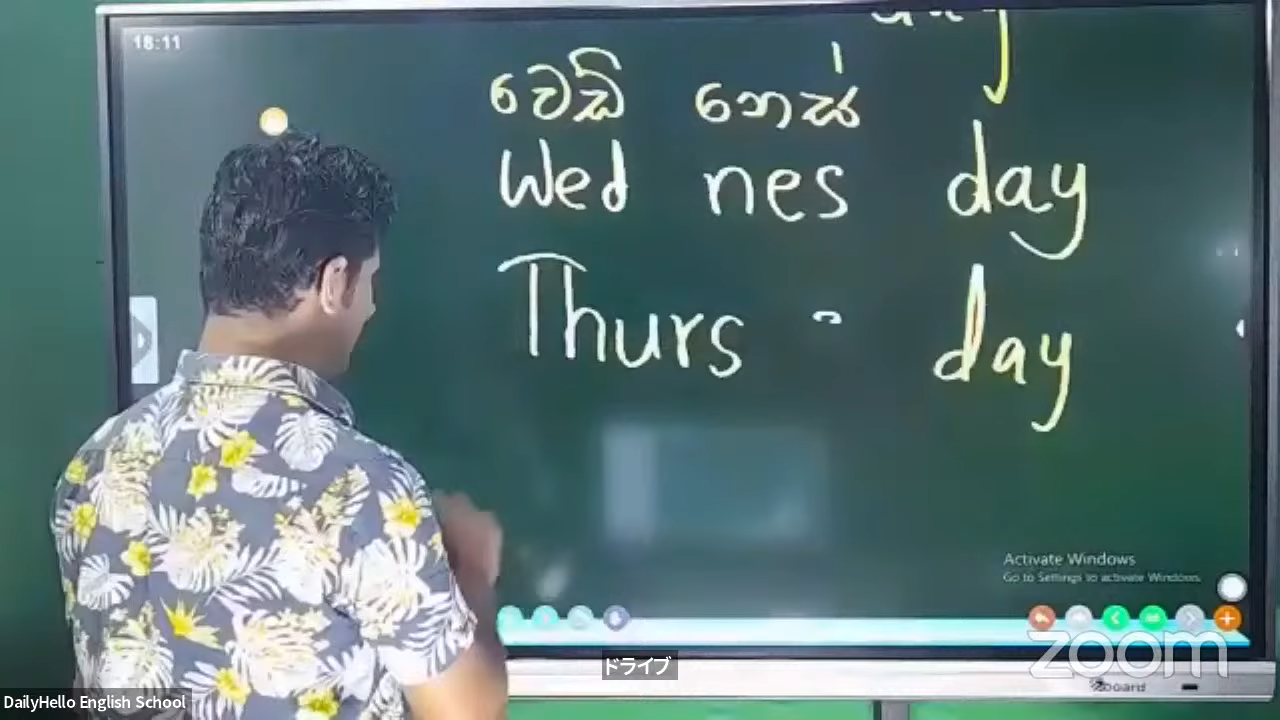 18:11
day
වෙඩ් නෙස්
Wed nes day
Thurs day
Activate Windows
Go to Settings to activate Windows.
zoom
ドライブ
DailyHello English School